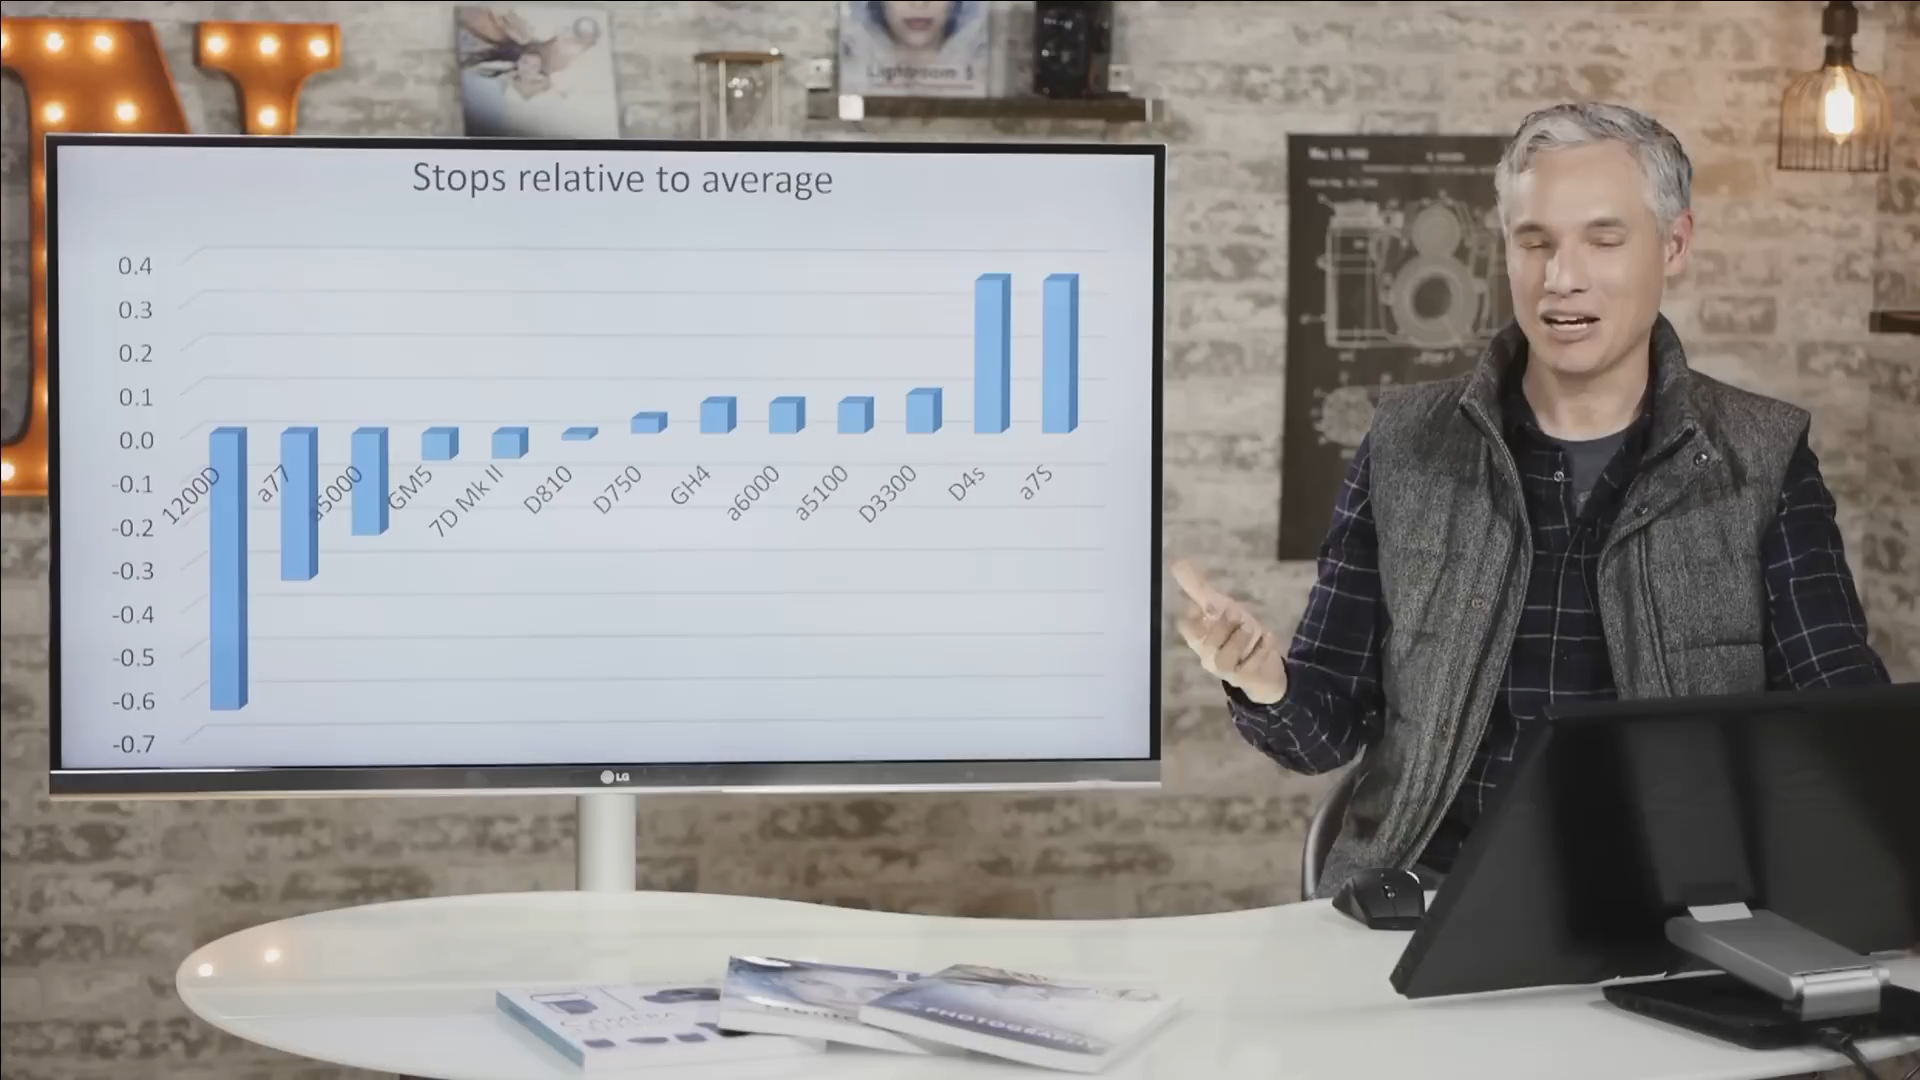 Lightroom 5
Stops relative to average
0.4
0.3
0.2
0.1
0.0
-0.1
-0.2
-0.3
-0.4
-0.5
-0.6
-0.7
1200D
a77
a5000
GM5
7D Mk II
D810
D750
GH4
a6000
a5100
D3300
D4s
a7S
LG
CAMERA
PHOTOGRAPHY